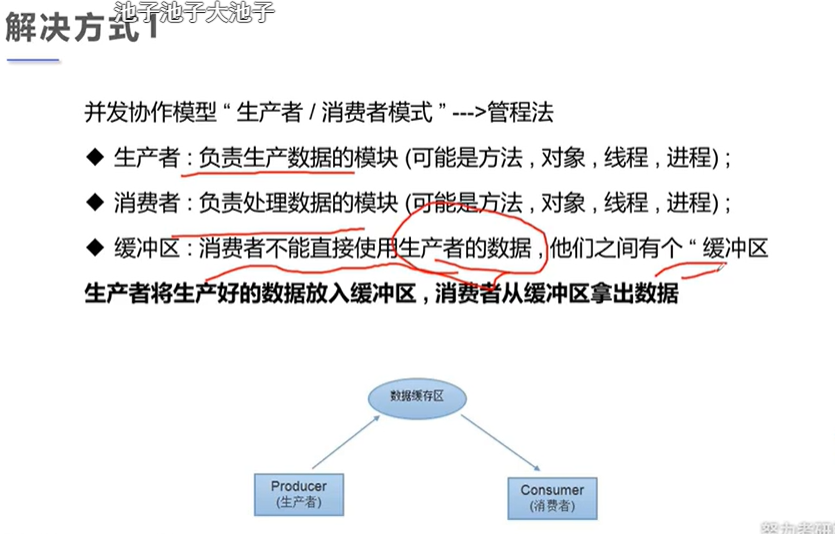 池子池子大池子
解决方式1
并发协作模型 “ 生产者 / 消费者模式 ” --->管程法
◆ 生产者 : 负责生产数据的模块 (可能是方法 , 对象 , 线程 , 进程) ;
◆ 消费者 : 负责处理数据的模块 (可能是方法 , 对象 , 线程 , 进程) ;
◆ 缓冲区 : 消费者不能直接使用生产者的数据 , 他们之间有个 “ 缓冲区
生产者将生产好的数据放入缓冲区 , 消费者从缓冲区拿出数据
数据缓存区
Producer
(生产者)
Consumer
(消费者)